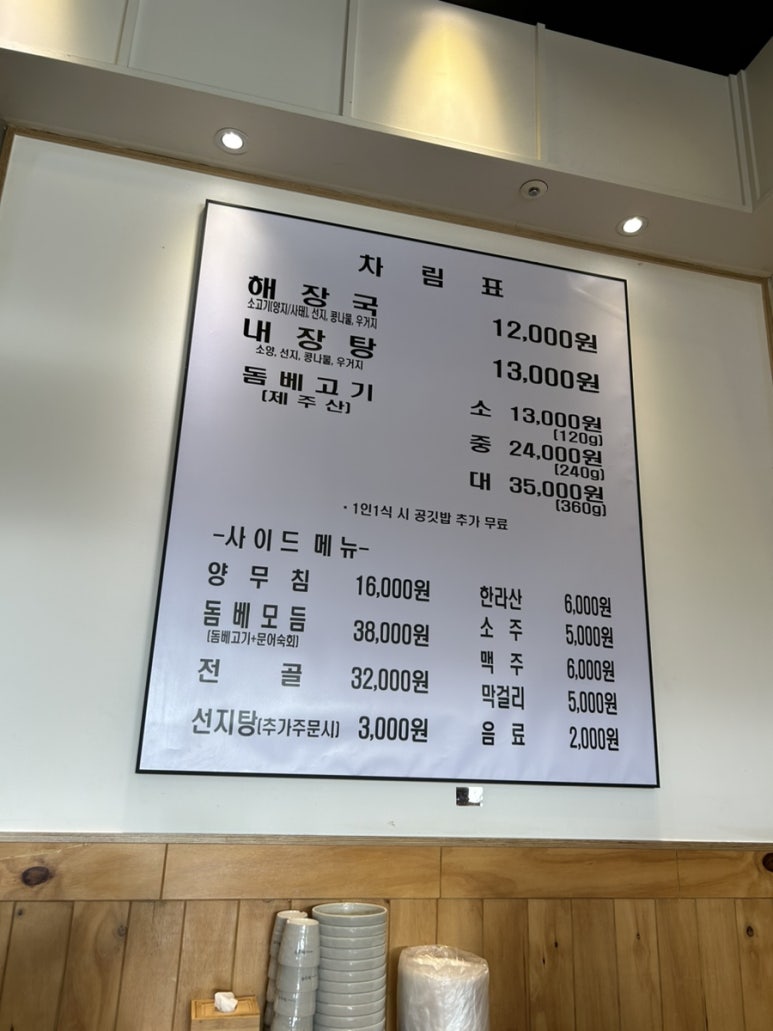 차 림 표
해 장 국 12,000원
소고기(양지/사태), 선지, 콩나물, 우거지
내 장 탕 13,000원
소양, 선지, 콩나물, 우거지
돔 베 고 기 소 13,000원
(제 주 산) (120g)
중 24,000원
(240g)
대 35,000원
(360g)
* 1인1식 시 공깃밥 추가 무료
-사 이 드 메 뉴-
양 무 침 16,000원
돔 베 모 듬 38,000원
(돔베고기+문어숙회)
전 골 32,000원
선지탕(추가주문시) 3,000원
한라산 6,000원
소 주 5,000원
맥 주 6,000원
막걸리 5,000원
음 료 2,000원